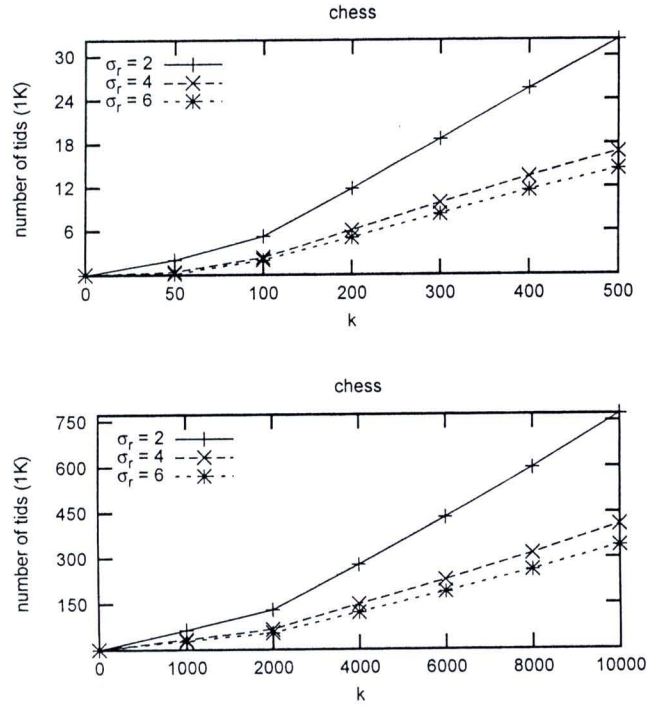 chess
number of tids (1K)
30
24
18
12
6
σr = 2
σr = 4
σr = 6
0 50 100 200 300 400 500
k
chess
number of tids (1K)
750
600
450
300
150
σr = 2
σr = 4
σr = 6
0 1000 2000 4000 6000 8000 10000
k